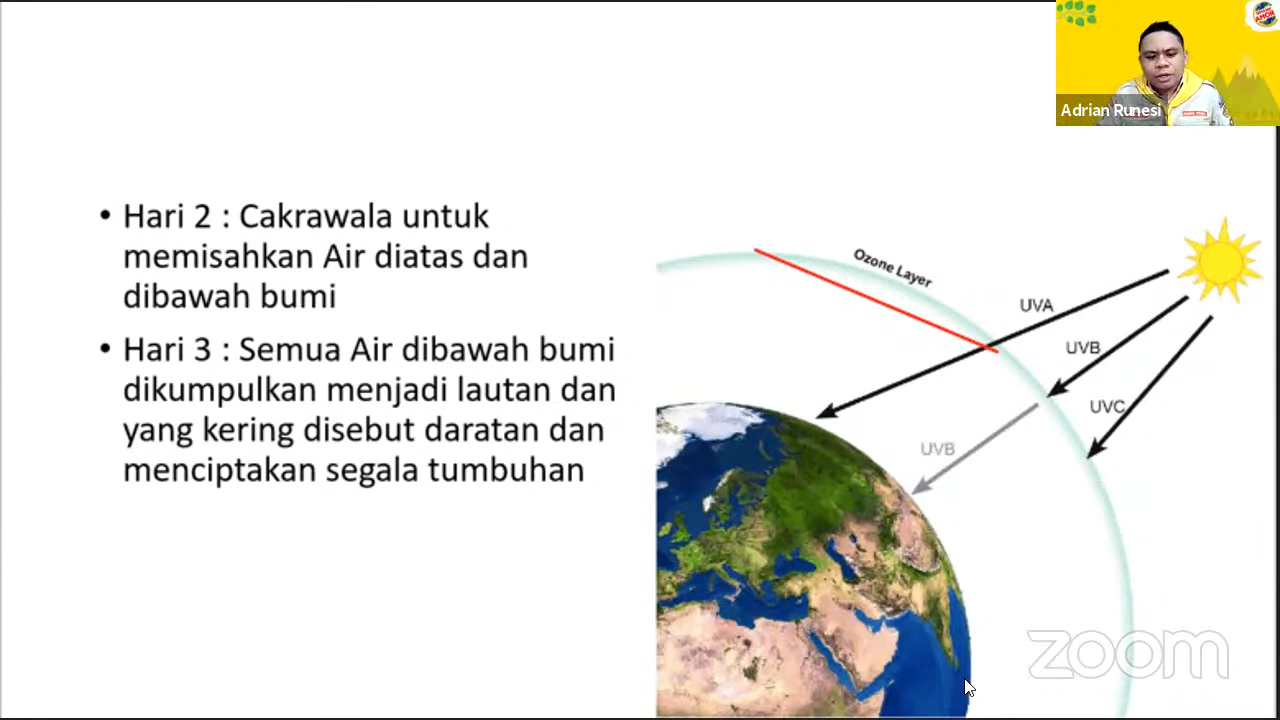 Adrian Runesi
• Hari 2 : Cakrawala untuk
memisahkan Air diatas dan
dibawah bumi
• Hari 3 : Semua Air dibawah bumi
dikumpulkan menjadi lautan dan
yang kering disebut daratan dan
menciptakan segala tumbuhan
Ozone Layer
UVA
UVB
UVC
UVB
zoom